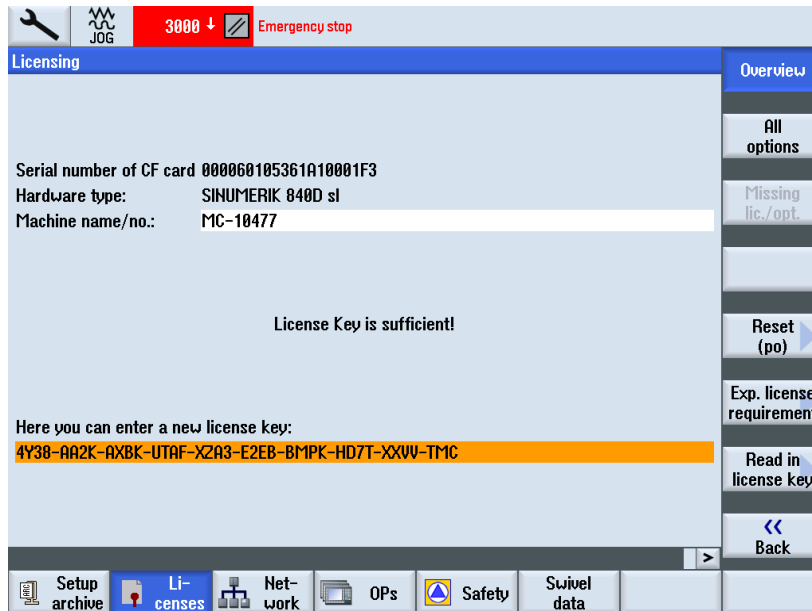 JOG
3000 ↓ Emergency stop
Licensing
Serial number of CF card 000060105361A10001F3
Hardware type: SINUMERIK 840D sl
Machine name/no.: MC-10477
License Key is sufficient!
Here you can enter a new license key:
4Y38-AA2K-AXBK-UTAF-XZA3-E2EB-BMPK-HD7T-XXVV-TMC
Overview
All
options
Missing
lic./opt.
Reset
(po)
Exp. license
requiremen
Read in
license key
<<
Back
>
Setup
archive
Li-
censes
Net-
work
OPs
Safety
Swivel
data